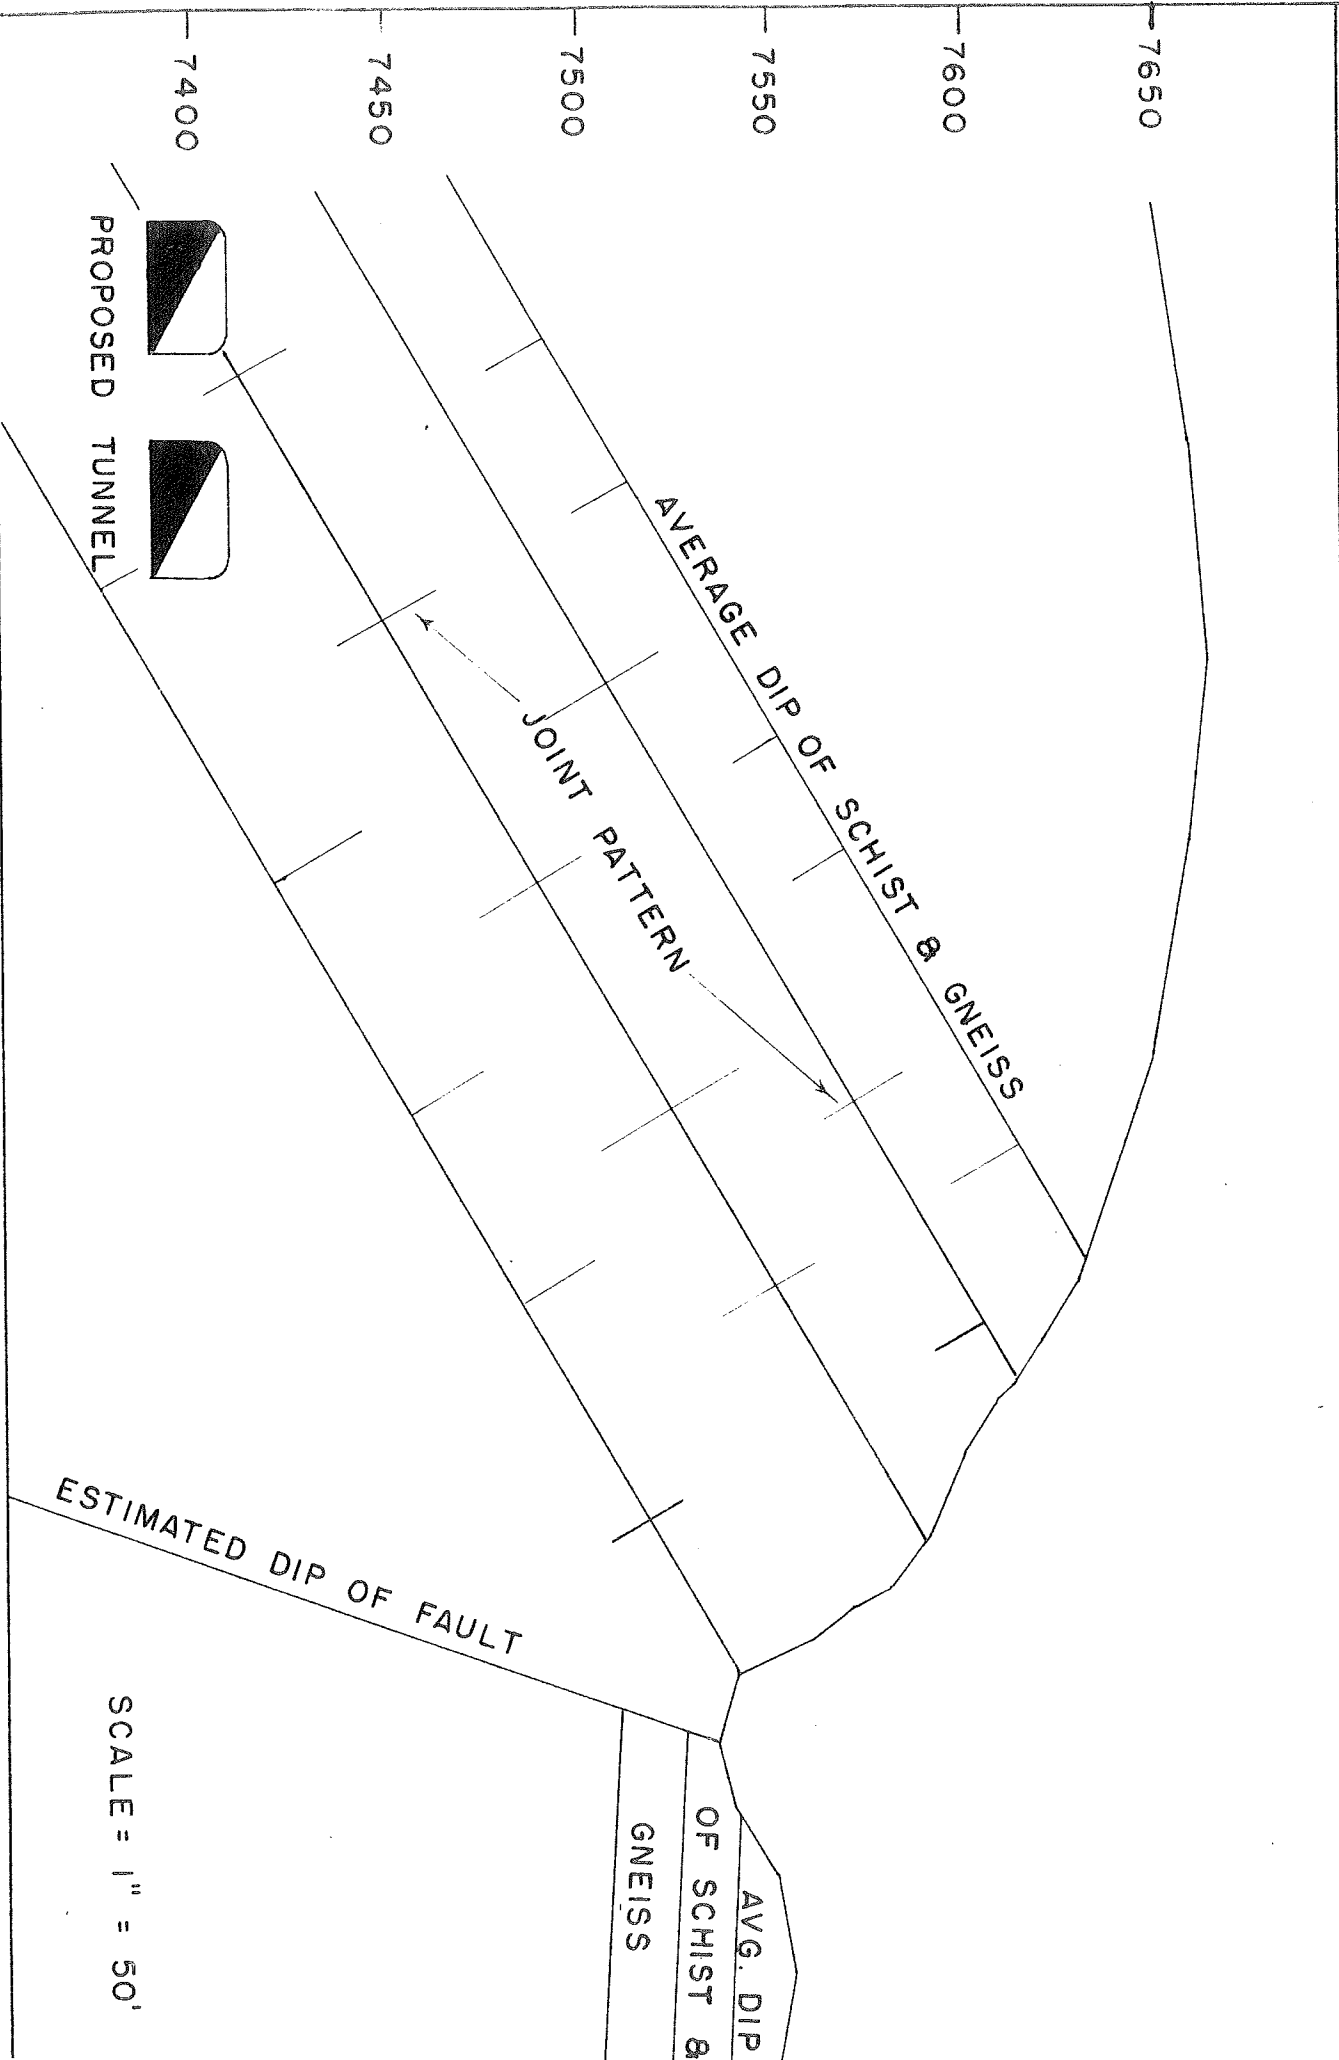 7650
7600
7550
7500
7450
7400
AVERAGE DIP OF SCHIST & GNEISS
JOINT PATTERN
PROPOSED TUNNEL
ESTIMATED DIP OF FAULT
AVG. DIP
OF SCHIST &
GNEISS
SCALE = 1" = 50'